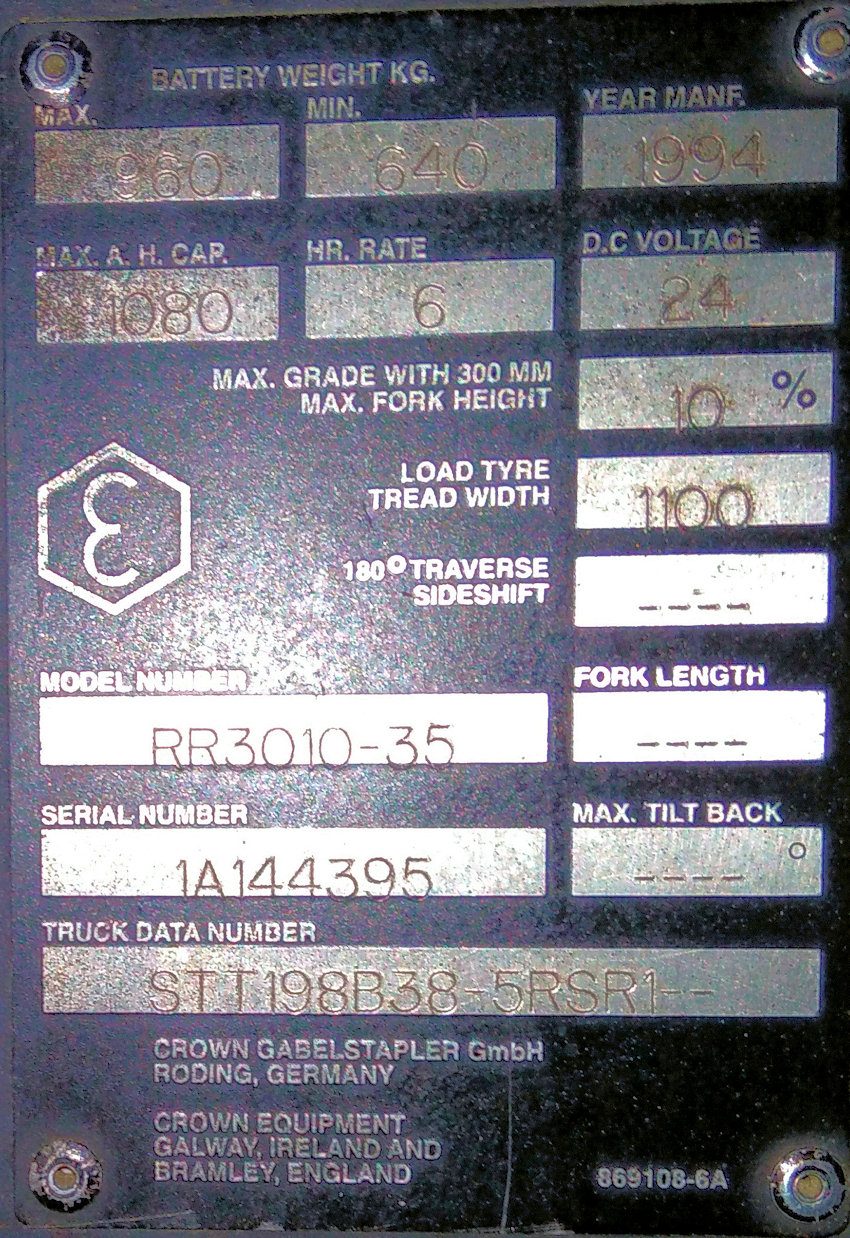 BATTERY WEIGHT KG.
MAX. MIN. YEAR MANF.
960 640 1994
MAX. A. H. CAP. HR. RATE D.C VOLTAGE
1080 6 24
MAX. GRADE WITH 300 MM
MAX. FORK HEIGHT
10 %
LOAD TYRE
TREAD WIDTH
1100
180° TRAVERSE
SIDESHIFT
----
MODEL NUMBER FORK LENGTH
RR3010-35 ----
SERIAL NUMBER MAX. TILT BACK
1A144395 ---- °
TRUCK DATA NUMBER
STT198B38-5RSR1--
CROWN GABELSTAPLER GmbH
RODING, GERMANY
CROWN EQUIPMENT
GALWAY, IRELAND AND
BRAMLEY, ENGLAND
869108-6A